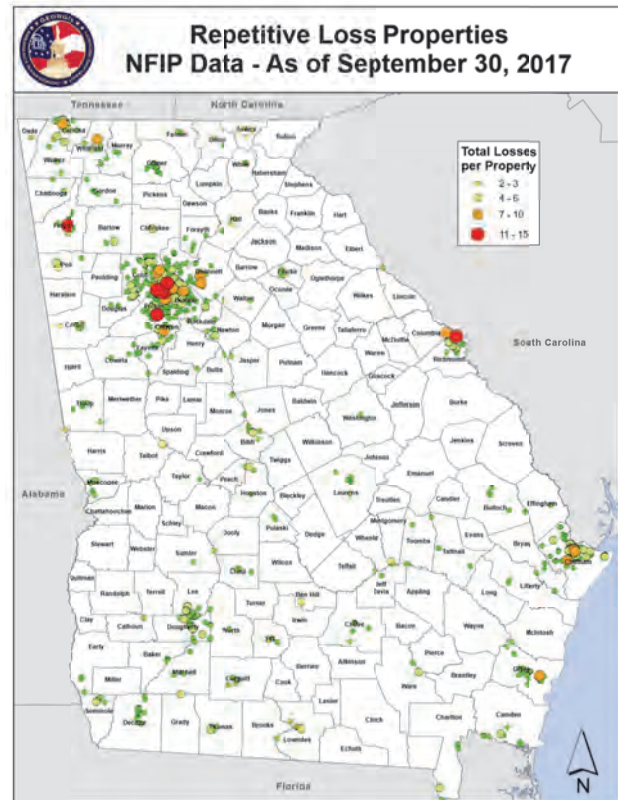 GEORGIA
Repetitive Loss Properties
NFIP Data - As of September 30, 2017
Tennessee
North Carolina
Total Losses
per Property
2 - 3
4 - 6
7 - 10
11 - 15
Dade
Catoosa
Whitfield
Murray
Fannin
Towns
Rabun
Walker
Gilmer
White
Habersham
Chattooga
Gordon
Pickens
Lumpkin
Stephens
Dawson
Floyd
Bartow
Cherokee
Forsyth
Hall
Banks
Franklin
Hart
Jackson
Madison
Elbert
Polk
Paulding
Gwinnett
Barrow
Clarke
Oglethorpe
Haralson
Douglas
Walton
Oconee
Wilkes
Lincoln
Rockdale
Newton
Morgan
Greene
Taliaferro
McDuffie
Columbia
Clayton
Henry
Warren
Richmond
South Carolina
Coweta
Heard
Spalding
Butts
Jasper
Putnam
Hancock
Glascock
Troup
Meriwether
Pike
Lamar
Monroe
Jones
Baldwin
Washington
Jefferson
Burke
Upson
Bibb
Wilkinson
Jenkins
Screven
Harris
Talbot
Crawford
Twiggs
Johnson
Emanuel
Muscogee
Taylor
Peach
Houston
Bleckley
Laurens
Treutlen
Candler
Bulloch
Effingham
Alabama
Chattahoochee
Marion
Macon
Schley
Dooly
Pulaski
Dodge
Montgomery
Wheeler
Toombs
Tattnall
Evans
Bryan
Chatham
Stewart
Webster
Sumter
Crisp
Wilcox
Telfair
Quitman
Randolph
Terrell
Lee
Turner
Ben Hill
Jeff
Davis
Appling
Long
Liberty
Clay
Calhoun
Dougherty
Worth
Tift
Irwin
Coffee
Bacon
Wayne
McIntosh
Early
Baker
Mitchell
Berrien
Atkinson
Pierce
Miller
Colquitt
Cook
Ware
Brantley
Glynn
Lanier
Seminole
Decatur
Grady
Thomas
Brooks
Lowndes
Clinch
Charlton
Camden
Echols
Florida
N